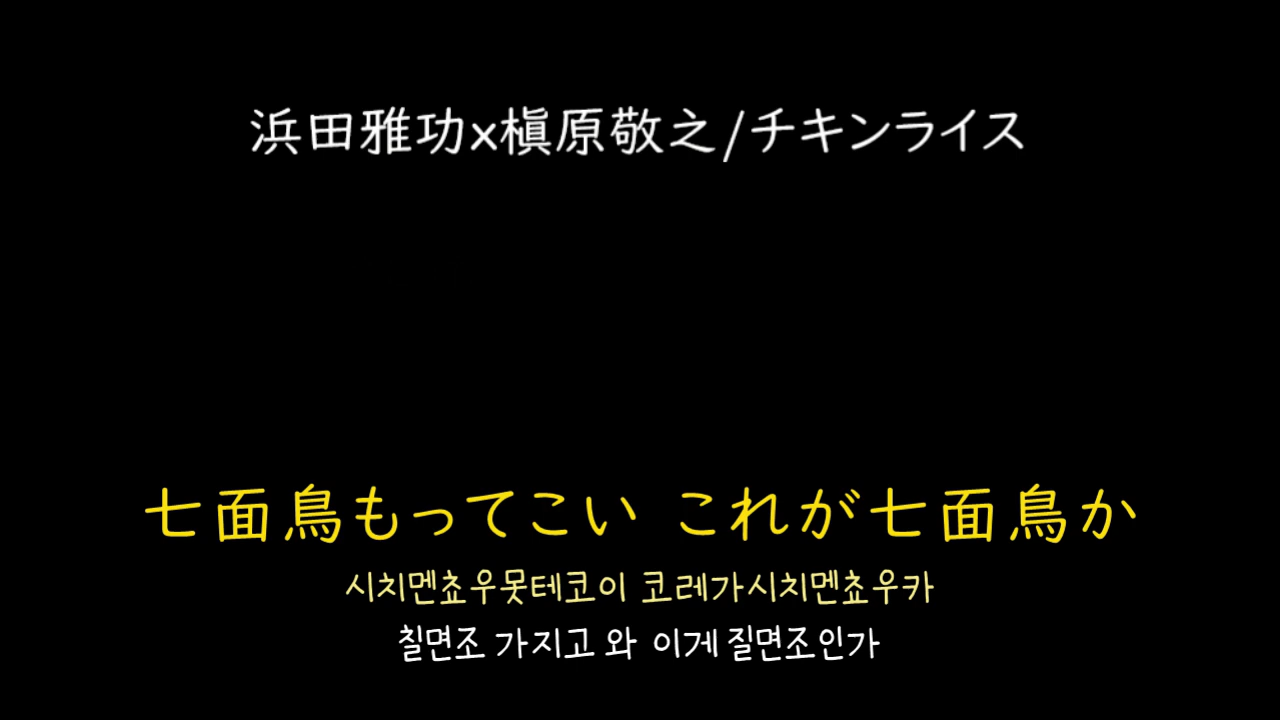 浜田雅功x槇原敬之/チキンライス
七面鳥もってこい これが七面鳥か
시치멘쵸우못테코이 코레가시치멘쵸우카
칠면조 가지고 와 이게 질면조인가